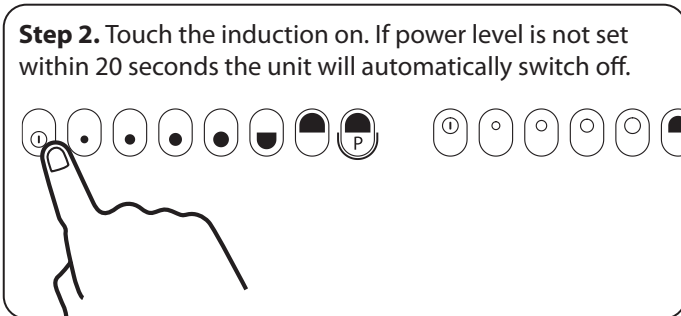 Step 2. Touch the induction on. If power level is not set
within 20 seconds the unit will automatically switch off.
P